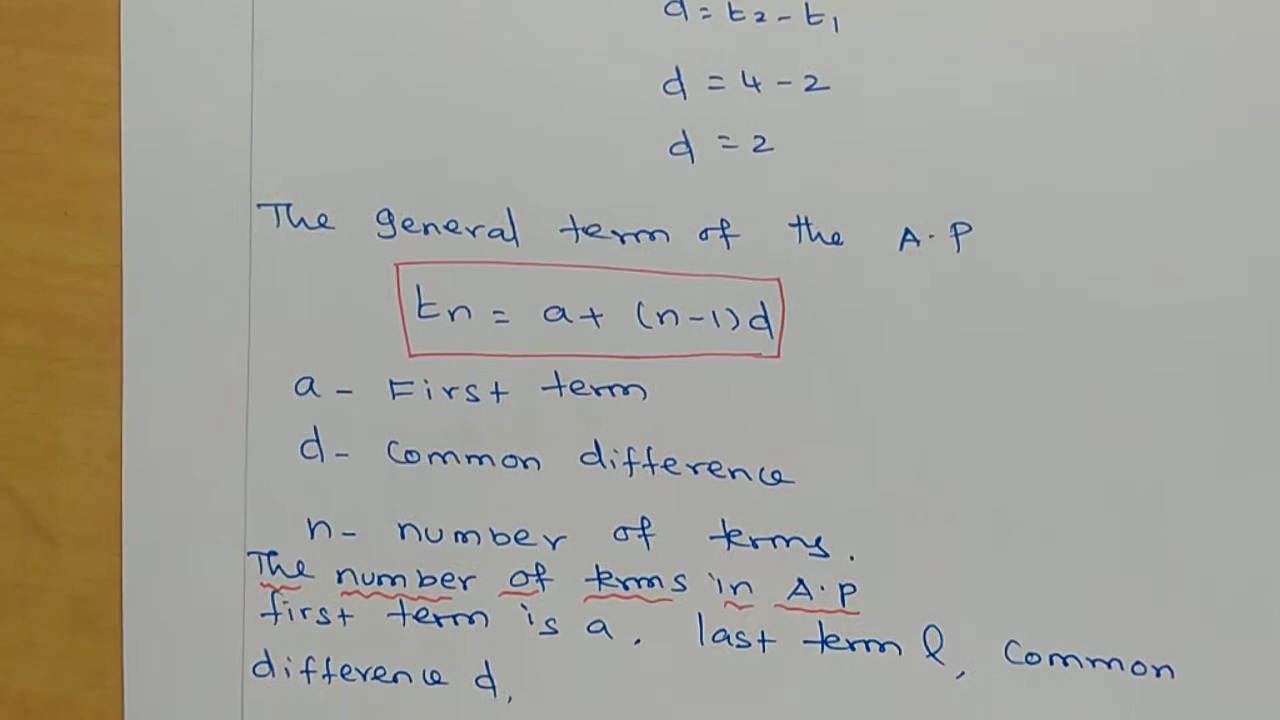 d = t2 - t1
d = 4 - 2
d = 2
The general term of the A.P
tn = a + (n-1)d
a - First term
d - Common difference
n - number of terms.
The number of terms in A.P
first term is a, last term l, Common
difference d,